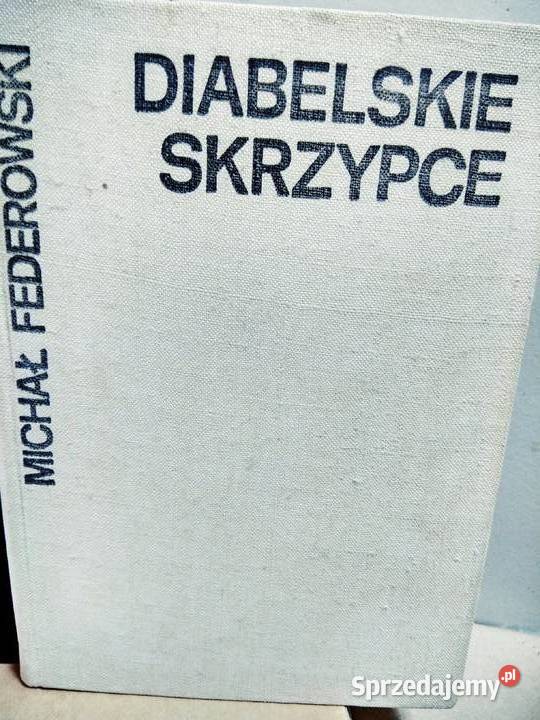 DIABELSKIE
SKRZYPCE
MICHAŁ FEDEROWSKI
Sprzedajemy.pl